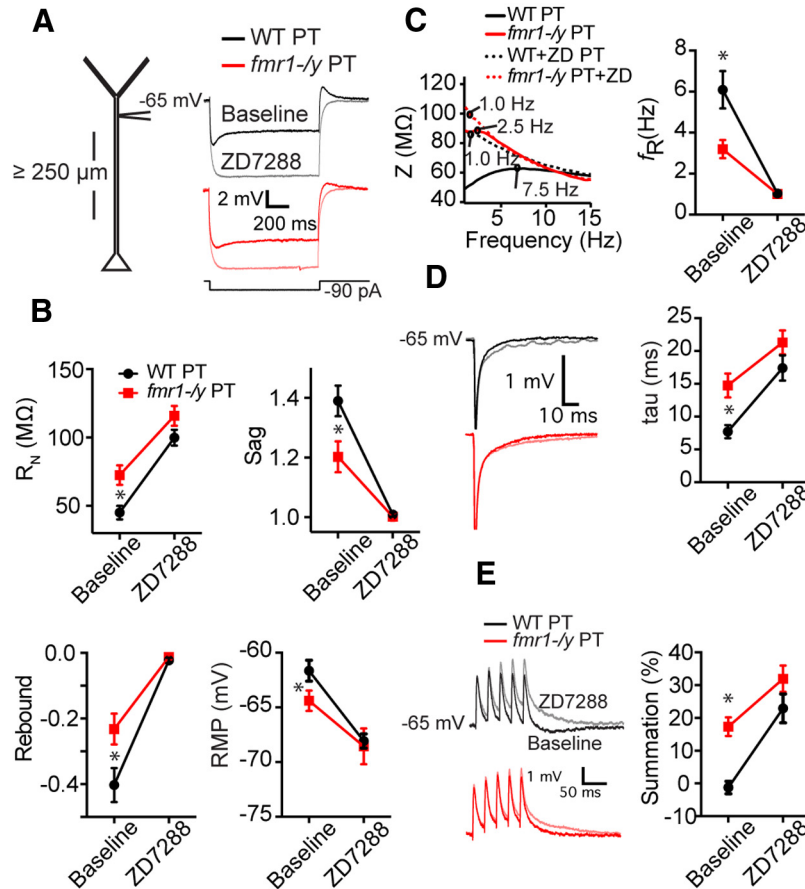 A
WT PT
fmr1-/y PT
-65 mV
Baseline
ZD7288
≥ 250 µm
2 mV
200 ms
-90 pA
B
WT PT
fmr1-/y PT
150
100
50
R_N (MΩ)
Baseline
ZD7288
1.4
1.2
1.0
Sag
*
*
Baseline
ZD7288
0.0
-0.2
-0.4
Rebound
*
Baseline
ZD7288
-60
-65
-70
-75
RMP (mV)
*
Baseline
ZD7288
C
WT PT
fmr1-/y PT
WT+ZD PT
fmr1-/y PT+ZD
120
100
80
60
40
Z (MΩ)
1.0 Hz
2.5 Hz
1.0 Hz
7.5 Hz
5
10
15
Frequency (Hz)
8
6
4
2
0
fR(Hz)
*
Baseline
ZD7288
D
-65 mV
1 mV
10 ms
25
20
15
10
5
0
tau (ms)
*
Baseline
ZD7288
E
WT PT
fmr1-/y PT
ZD7288
-65 mV
Baseline
1 mV
50 ms
40
30
20
10
0
-10
Summation (%)
*
Baseline
ZD7288